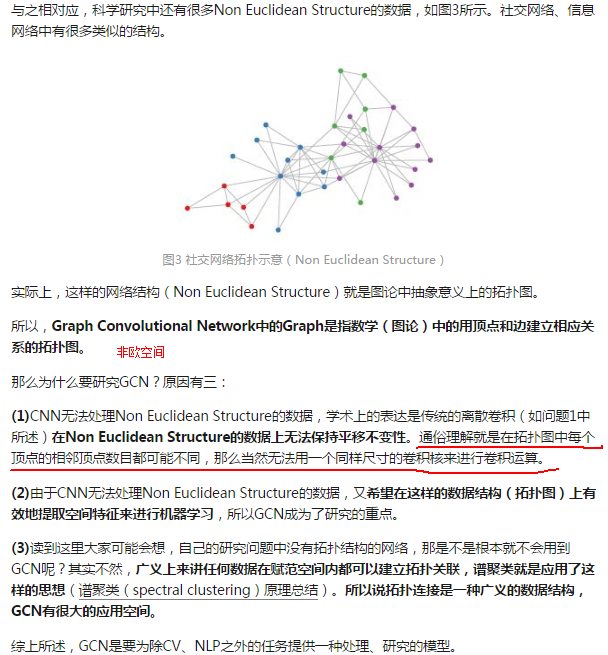 与之相对应，科学研究中还有很多Non Euclidean Structure的数据，如图3所示。社交网络、信息
网络中有很多类似的结构。
图3 社交网络拓扑示意（Non Euclidean Structure）
实际上，这样的网络结构（Non Euclidean Structure）就是图论中抽象意义上的拓扑图。
所以，Graph Convolutional Network中的Graph是指数学（图论）中的用顶点和边建立相应关
系的拓扑图。
非欧空间
那么为什么要研究GCN？原因有三：
(1)CNN无法处理Non Euclidean Structure的数据，学术上的表达是传统的离散卷积（如问题1中
所述）在Non Euclidean Structure的数据上无法保持平移不变性。通俗理解就是在拓扑图中每个
顶点的相邻顶点数目都可能不同，那么当然无法用一个同样尺寸的卷积核来进行卷积运算。
(2)由于CNN无法处理Non Euclidean Structure的数据，又希望在这样的数据结构（拓扑图）上有
效地提取空间特征来进行机器学习，所以GCN成为了研究的重点。
(3)读到这里大家可能会想，自己的研究问题中没有拓扑结构的网络，那是不是根本就不会用到
GCN呢？其实不然，广义上来讲任何数据在赋范空间内都可以建立拓扑关联，谱聚类就是应用了这
样的思想（谱聚类（spectral clustering）原理总结）。所以说拓扑连接是一种广义的数据结构，
GCN有很大的应用空间。
综上所述，GCN是要为除CV、NLP之外的任务提供一种处理、研究的模型。